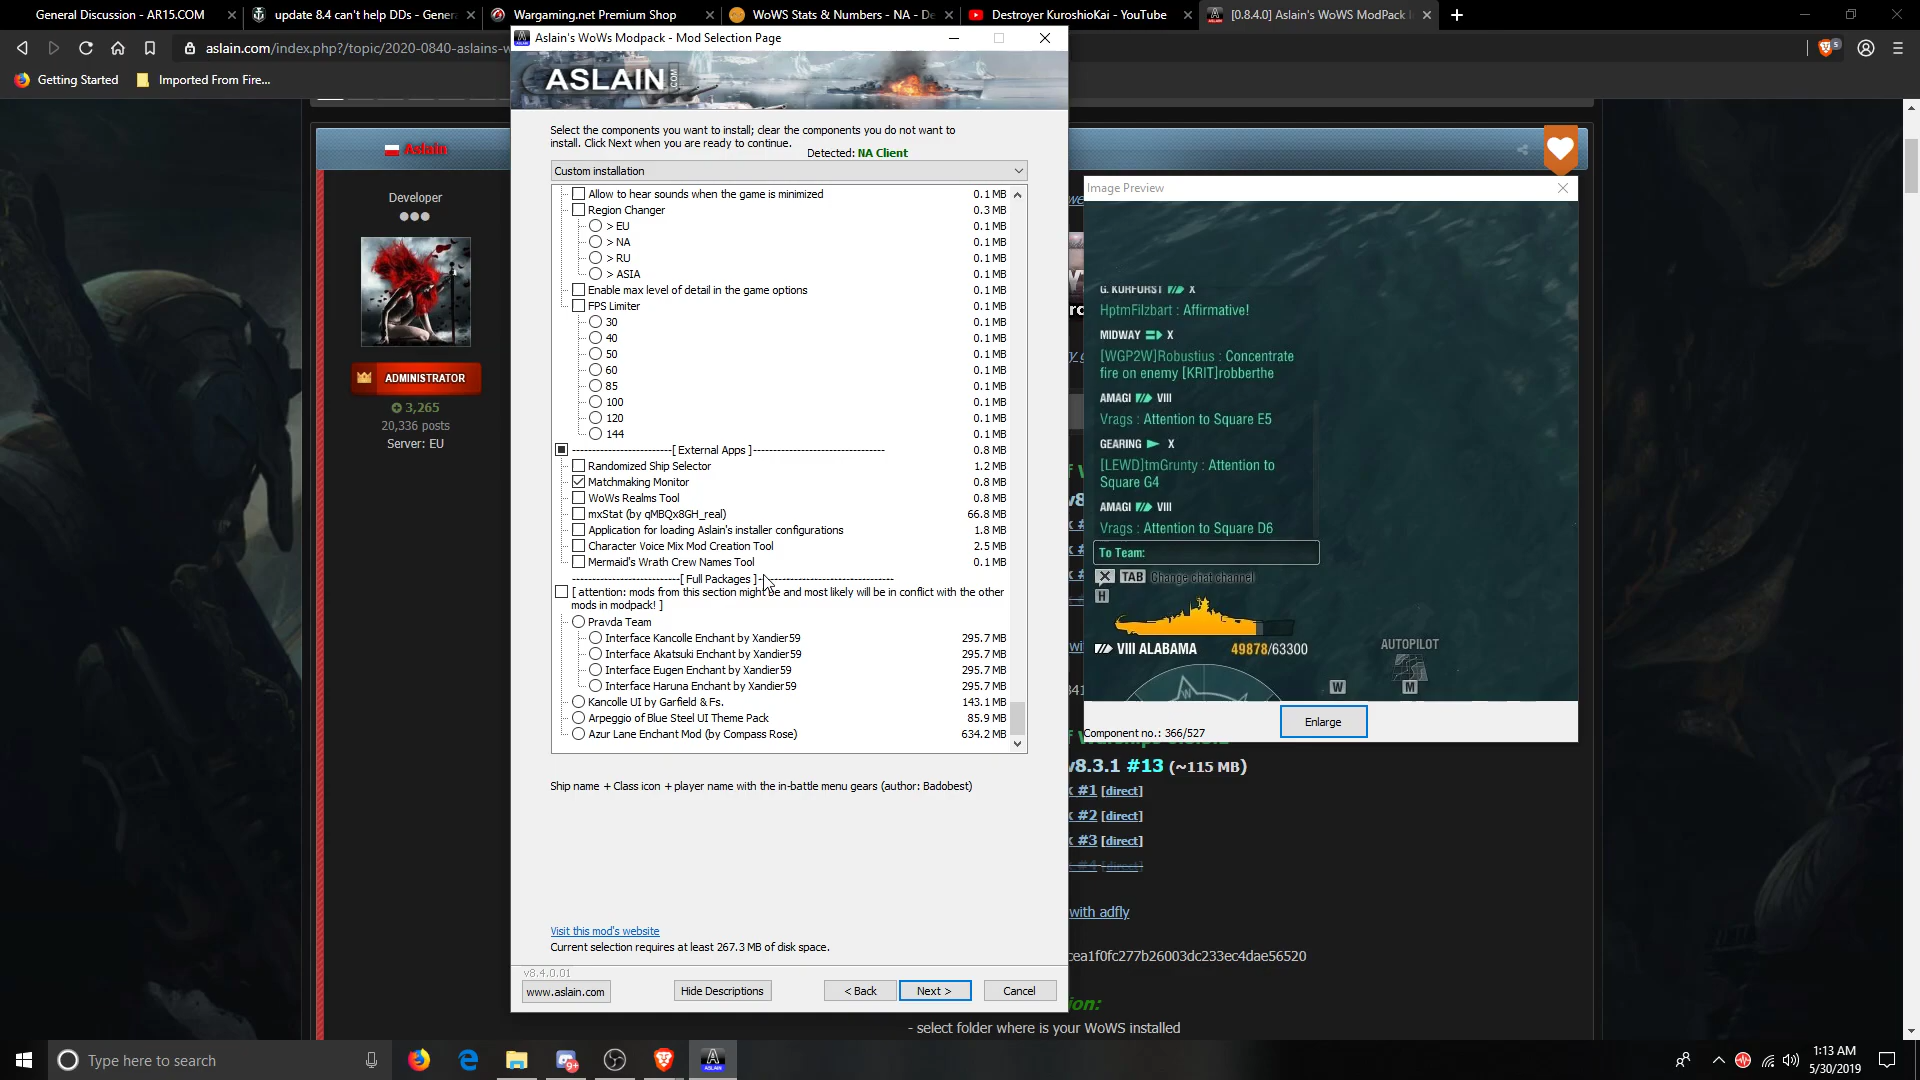 General Discussion - AR15.COM
update 8.4 can't help DDs - Gener
Wargaming.net Premium Shop
WoWS Stats & Numbers - NA - De
Destroyer KuroshioKai - YouTube
[0.8.4.0] Aslain's WoWS ModPack
aslain.com/index.php?/topic/2020-0840-aslains-w
5
Getting Started
Imported From Fire...
Aslain's WoWs Modpack - Mod Selection Page
ASLAIN.COM
Select the components you want to install; clear the components you do not want to
install. Click Next when you are ready to continue.
Detected: NA Client
Custom installation
Allow to hear sounds when the game is minimized 0.1 MB
Region Changer 0.3 MB
> EU 0.1 MB
> NA 0.1 MB
> RU 0.1 MB
> ASIA 0.1 MB
Enable max level of detail in the game options 0.1 MB
FPS Limiter 0.1 MB
30 0.1 MB
40 0.1 MB
50 0.1 MB
60 0.1 MB
85 0.1 MB
100 0.1 MB
120 0.1 MB
144 0.1 MB
-------------------------[ External Apps ]--------------------------------- 0.8 MB
Randomized Ship Selector 1.2 MB
Matchmaking Monitor 0.8 MB
WoWs Realms Tool 0.8 MB
mxStat (by qMBQx8GH_real) 66.8 MB
Application for loading Aslain's installer configurations 1.8 MB
Character Voice Mix Mod Creation Tool 2.5 MB
Mermaid's Wrath Crew Names Tool 0.1 MB
---------------------------[ Full Packages ]----------------------------------
[ attention: mods from this section might be and most likely will be in conflict with the other
mods in modpack! ]
Pravda Team
Interface Kancolle Enchant by Xandier59 295.7 MB
Interface Akatsuki Enchant by Xandier59 295.7 MB
Interface Eugen Enchant by Xandier59 295.7 MB
Interface Haruna Enchant by Xandier59 295.7 MB
Kancolle UI by Garfield & Fs. 143.1 MB
Arpeggio of Blue Steel UI Theme Pack 85.9 MB
Azur Lane Enchant Mod (by Compass Rose) 634.2 MB
Ship name + Class icon + player name with the in-battle menu gears (author: Badobest)
Visit this mod's website
Current selection requires at least 267.3 MB of disk space.
v8.4.0.01
www.aslain.com
Hide Descriptions
< Back
Next >
Cancel
Aslain
Developer
ADMINISTRATOR
3,265
20,336 posts
Server: EU
Image Preview
G. KURFURST X
HptmFilzbart : Affirmative!
MIDWAY X
[WGP2W]Robustius : Concentrate
fire on enemy [KRIT]robberthe
AMAGI VIII
Vrags : Attention to Square E5
GEARING X
[LEWD]tmGrunty : Attention to
Square G4
AMAGI VIII
Vrags : Attention to Square D6
To Team:
TAB Change chat channel
H
VIII ALABAMA 49878/63300
AUTOPILOT
W
M
Component no.: 366/527
Enlarge
v8.3.1 #13 (~115 MB)
k #1 [direct]
k #2 [direct]
k #3 [direct]
k #4 [direct]
with adfly
cea1f0fc277b26003dc233ec4dae56520
ion:
- select folder where is your WoWS installed
Type here to search
9+
1:13 AM
5/30/2019